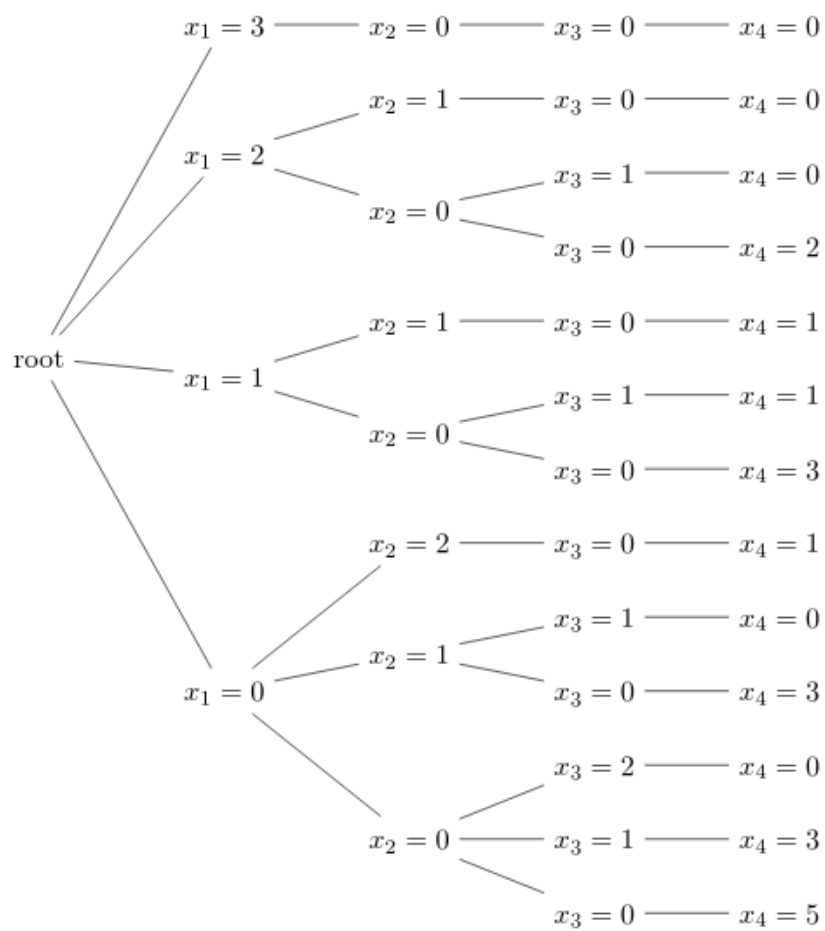 x₁ = 3 x₂ = 0 x₃ = 0 x₄ = 0
x₂ = 1 x₃ = 0 x₄ = 0
x₁ = 2
x₃ = 1 x₄ = 0
x₂ = 0
x₃ = 0 x₄ = 2
x₂ = 1 x₃ = 0 x₄ = 1
root
x₁ = 1
x₃ = 1 x₄ = 1
x₂ = 0
x₃ = 0 x₄ = 3
x₂ = 2 x₃ = 0 x₄ = 1
x₃ = 1 x₄ = 0
x₂ = 1
x₁ = 0 x₃ = 0 x₄ = 3
x₃ = 2 x₄ = 0
x₂ = 0 x₃ = 1 x₄ = 3
x₃ = 0 x₄ = 5